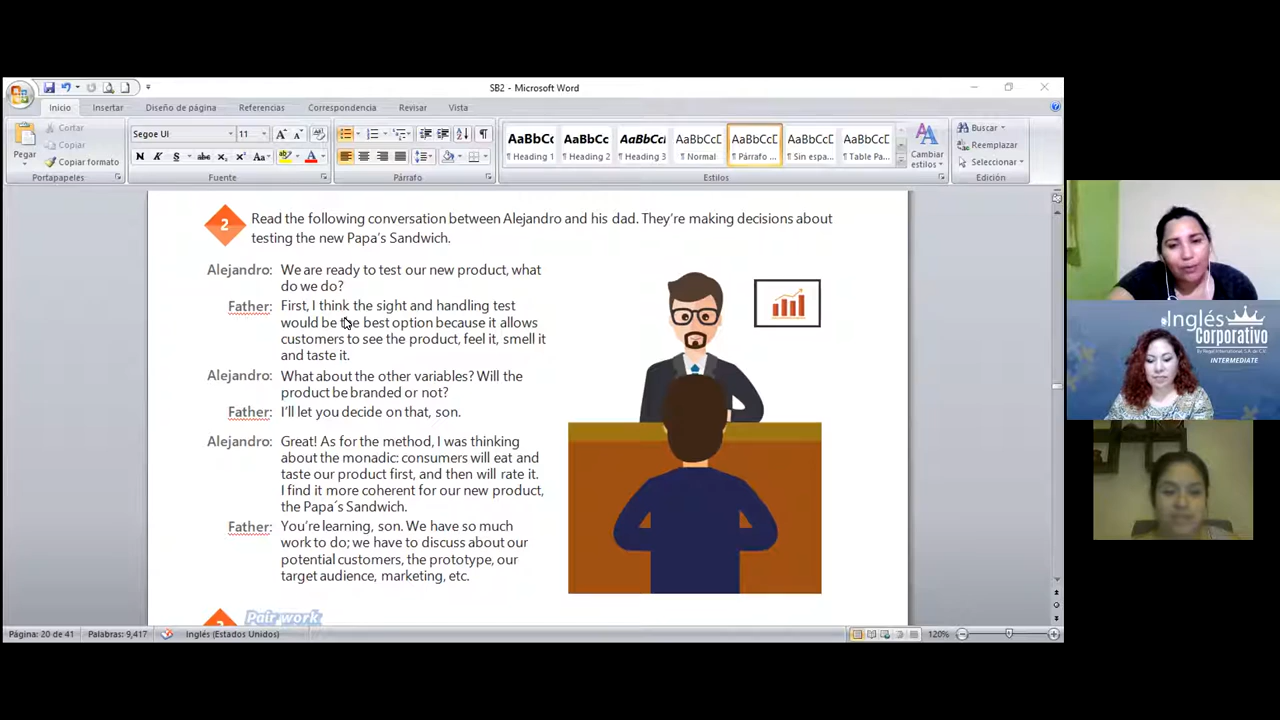 SB2 - Microsoft Word
Inicio Insertar Diseño de página Referencias Correspondencia Revisar Vista
Pegar
Cortar
Copiar
Copiar formato
Portapapeles
Segoe UI 11
N K S abc x₂ x² Aa
Fuente
Párrafo
AaBbCc AaBbCc AaBbCc AaBbCcD AaBbCcD AaBbCcD AaBbCcD
Heading 1 Heading 2 Heading 3 ¶ Normal ¶ Párrafo ... ¶ Sin espa... ¶ Table Pa...
Cambiar
estilos
Estilos
Buscar
Reemplazar
Seleccionar
Edición
2
Read the following conversation between Alejandro and his dad. They're making decisions about
testing the new Papa's Sandwich.
Alejandro: We are ready to test our new product, what
do we do?
Father: First, I think the sight and handling test
would be the best option because it allows
customers to see the product, feel it, smell it
and taste it.
Alejandro: What about the other variables? Will the
product be branded or not?
Father: I'll let you decide on that, son.
Alejandro: Great! As for the method, I was thinking
about the monadic: consumers will eat and
taste our product first, and then will rate it.
I find it more coherent for our new product,
the Papa´s Sandwich.
Father: You're learning, son. We have so much
work to do; we have to discuss about our
potential customers, the prototype, our
target audience, marketing, etc.
Pair work
Página: 20 de 41 Palabras: 9,417 Inglés (Estados Unidos) 120%
Inglés
Corporativo
INTERMEDIATE